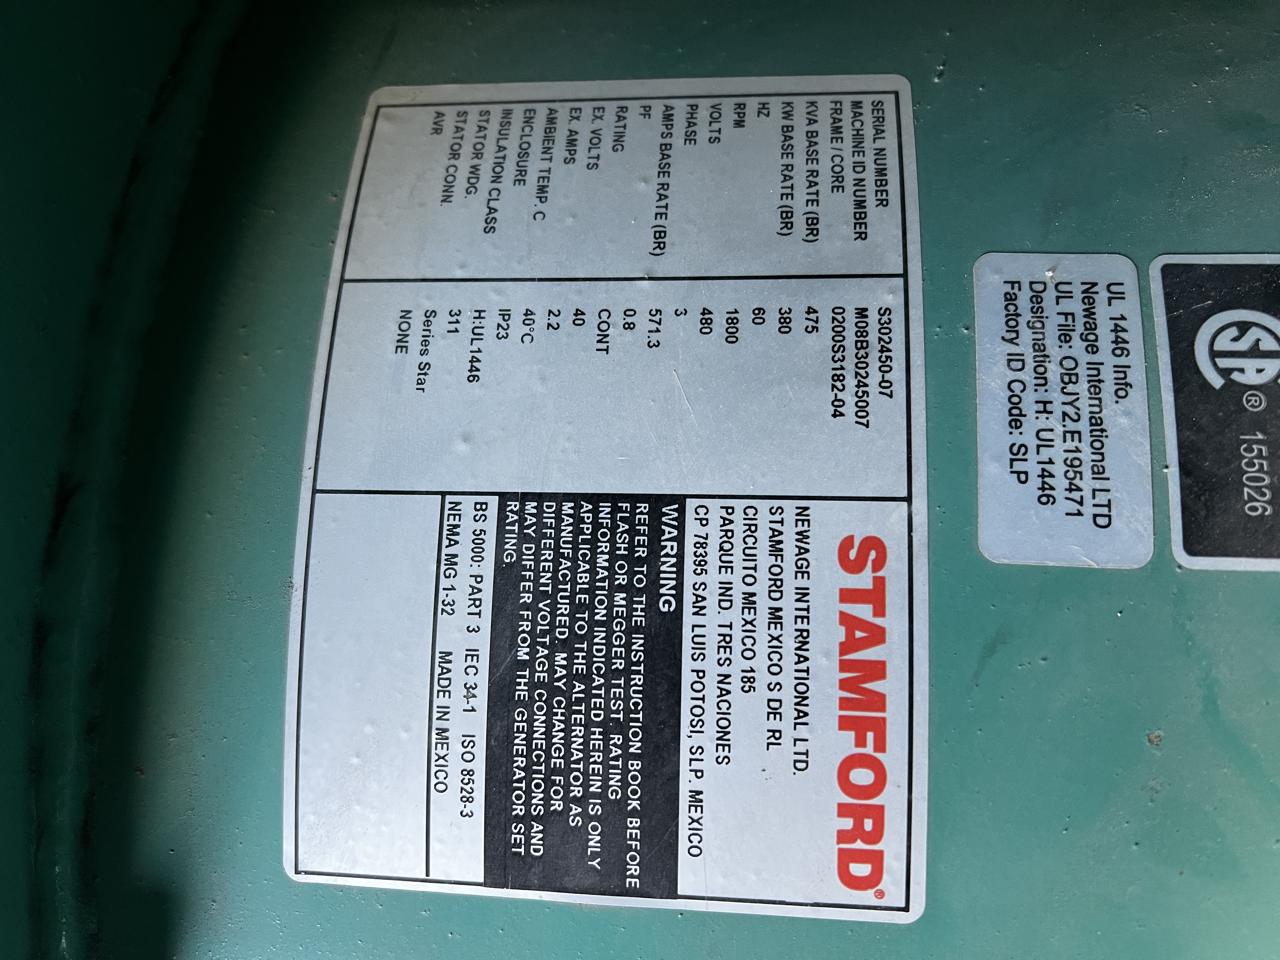 SERIAL NUMBER S302450-07
MACHINE ID NUMBER M08B30245007
FRAME / CORE 0200S3182-04
KVA BASE RATE (BR) 475
KW BASE RATE (BR) 380
HZ 60
RPM 1800
VOLTS 480
PHASE 3
AMPS BASE RATE (BR) 571.3
PF 0.8
RATING CONT
EX. VOLTS 40
EX. AMPS 2.2
AMBIENT TEMP. C 40°C
ENCLOSURE IP23
INSULATION CLASS H:UL1446
STATOR WDG. 311
STATOR CONN. Series Star
AVR NONE
STAMFORD®
NEWAGE INTERNATIONAL LTD.
STAMFORD MEXICO S DE RL
CIRCUITO MEXICO 185
PARQUE IND. TRES NACIONES
CP 78395 SAN LUIS POTOSI, SLP. MEXICO
WARNING
REFER TO THE INSTRUCTION BOOK BEFORE
FLASH OR MEGGER TEST. RATING
INFORMATION INDICATED HEREIN IS ONLY
APPLICABLE TO THE ALTERNATOR AS
MANUFACTURED. MAY CHANGE FOR
DIFFERENT VOLTAGE CONNECTIONS AND
MAY DIFFER FROM THE GENERATOR SET
RATING.
BS 5000: PART 3 IEC 34-1 ISO 8528-3
NEMA MG 1-32 MADE IN MEXICO
UL 1446 Info.
Newage International LTD
UL File: OBJY2.E195471
Designation: H: UL1446
Factory ID Code: SLP
SA® 155026